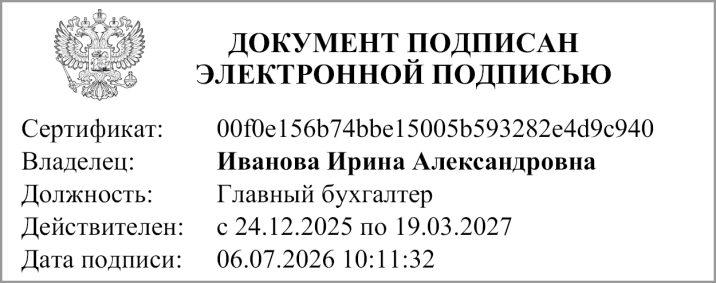 ДОКУМЕНТ ПОДПИСАН
ЭЛЕКТРОННОЙ ПОДПИСЬЮ
Сертификат: 00f0e156b74bbe15005b593282e4d9c940
Владелец: Иванова Ирина Александровна
Должность: Главный бухгалтер
Действителен: с 24.12.2025 по 19.03.2027
Дата подписи: 06.07.2026 10:11:32